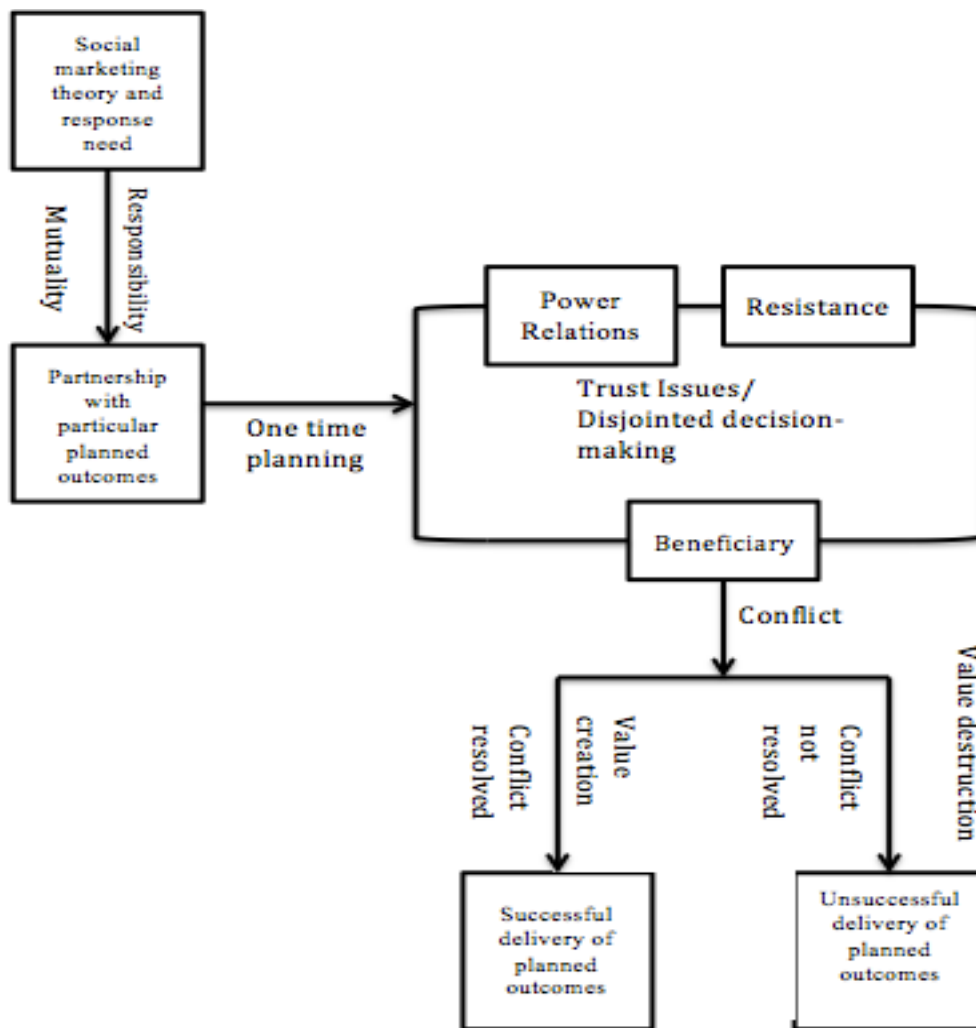 Social
marketing
theory and
response
need
Mutuality
Responsibility
Partnership
with
particular
planned
outcomes
One time
planning
Power
Relations
Resistance
Trust Issues/
Disjointed decision-
making
Beneficiary
Conflict
Conflict
resolved
Value
creation
Conflict
not
resolved
Value destruction
Successful
delivery of
planned
outcomes
Unsuccessful
delivery of
planned
outcomes